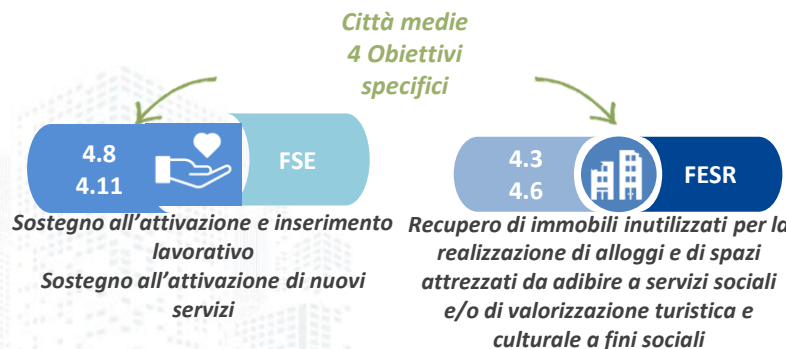 Città medie
4 Obiettivi
specifici
4.8
4.11
FSE
4.3
4.6
FESR
Sostegno all'attivazione e inserimento
lavorativo
Sostegno all'attivazione di nuovi
servizi
Recupero di immobili inutilizzati per la
realizzazione di alloggi e di spazi
attrezzati da adibire a servizi sociali
e/o di valorizzazione turistica e
culturale a fini sociali